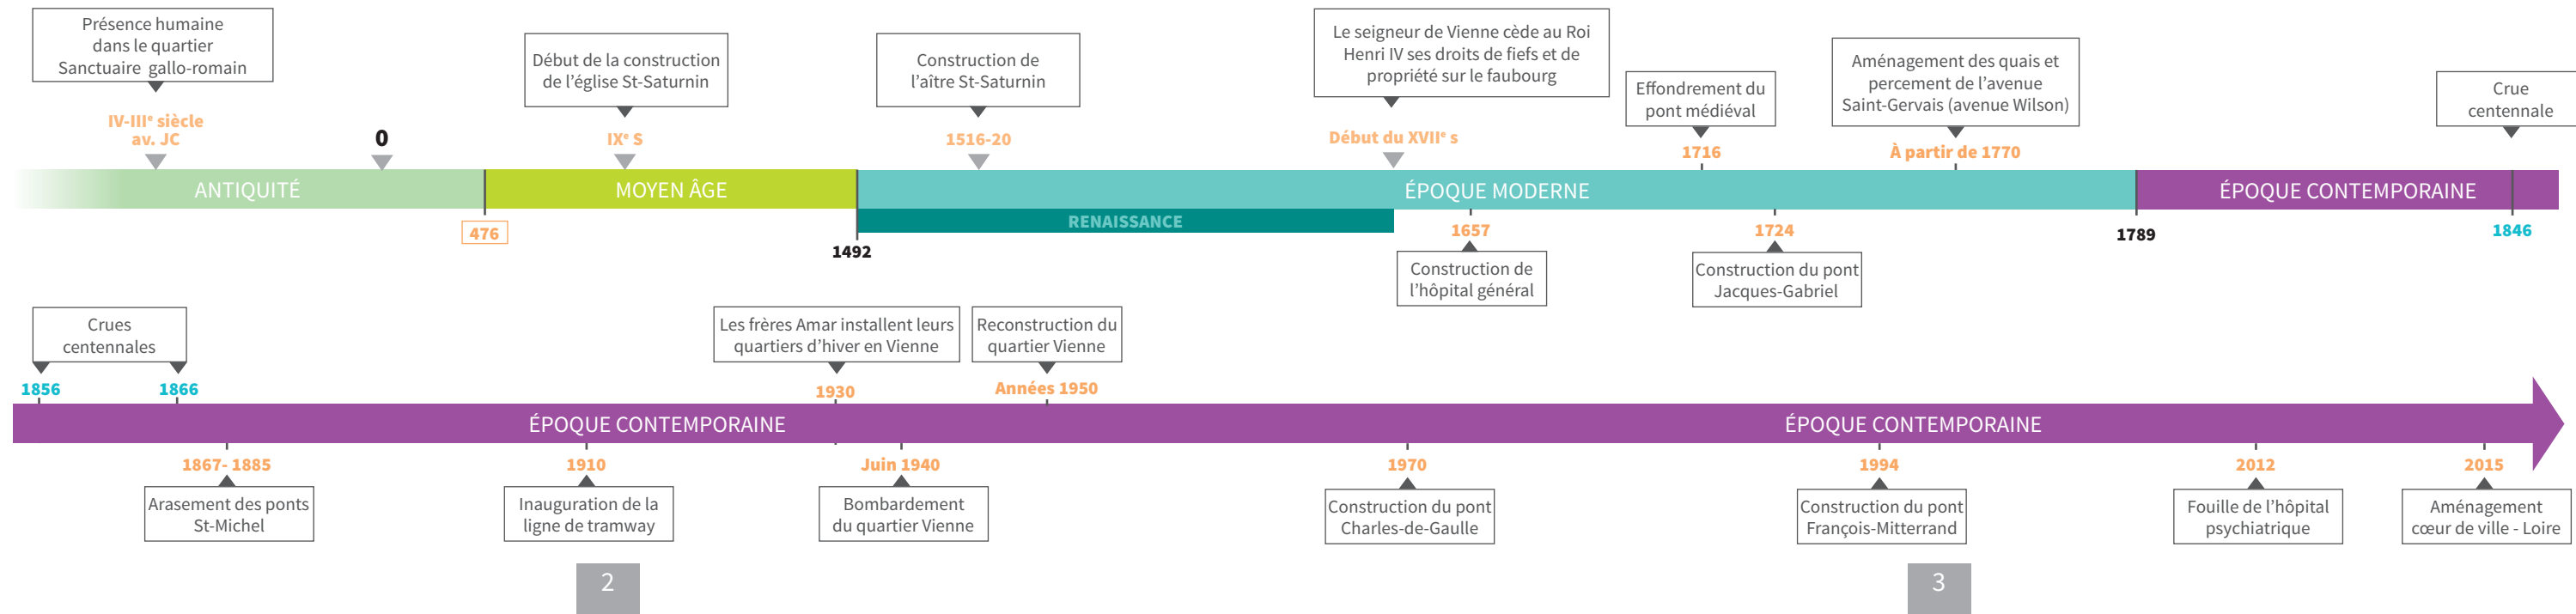 Présence humaine
dans le quartier
Sanctuaire gallo-romain
IV-IIIe siècle
av. JC
0
Début de la construction
de l'église St-Saturnin
IXe S
Construction de
l'aître St-Saturnin
1516-20
Le seigneur de Vienne cède au Roi
Henri IV ses droits de fiefs et de
propriété sur le faubourg
Début du XVIIe s
Effondrement du
pont médiéval
1716
Aménagement des quais et
percement de l'avenue
Saint-Gervais (avenue Wilson)
À partir de 1770
Crue
centennale
ANTIQUITÉ
MOYEN ÂGE
ÉPOQUE MODERNE
ÉPOQUE CONTEMPORAINE
RENAISSANCE
476
1492
1657
Construction de
l'hôpital général
1724
Construction du pont
Jacques-Gabriel
1789
1846
Crues
centennales
1856
1866
Les frères Amar installent leurs
quartiers d'hiver en Vienne
1930
Reconstruction du
quartier Vienne
Années 1950
ÉPOQUE CONTEMPORAINE
ÉPOQUE CONTEMPORAINE
1867- 1885
Arasement des ponts
St-Michel
1910
Inauguration de la
ligne de tramway
Juin 1940
Bombardement
du quartier Vienne
1970
Construction du pont
Charles-de-Gaulle
1994
Construction du pont
François-Mitterrand
2012
Fouille de l'hôpital
psychiatrique
2015
Aménagement
cœur de ville - Loire
2
3